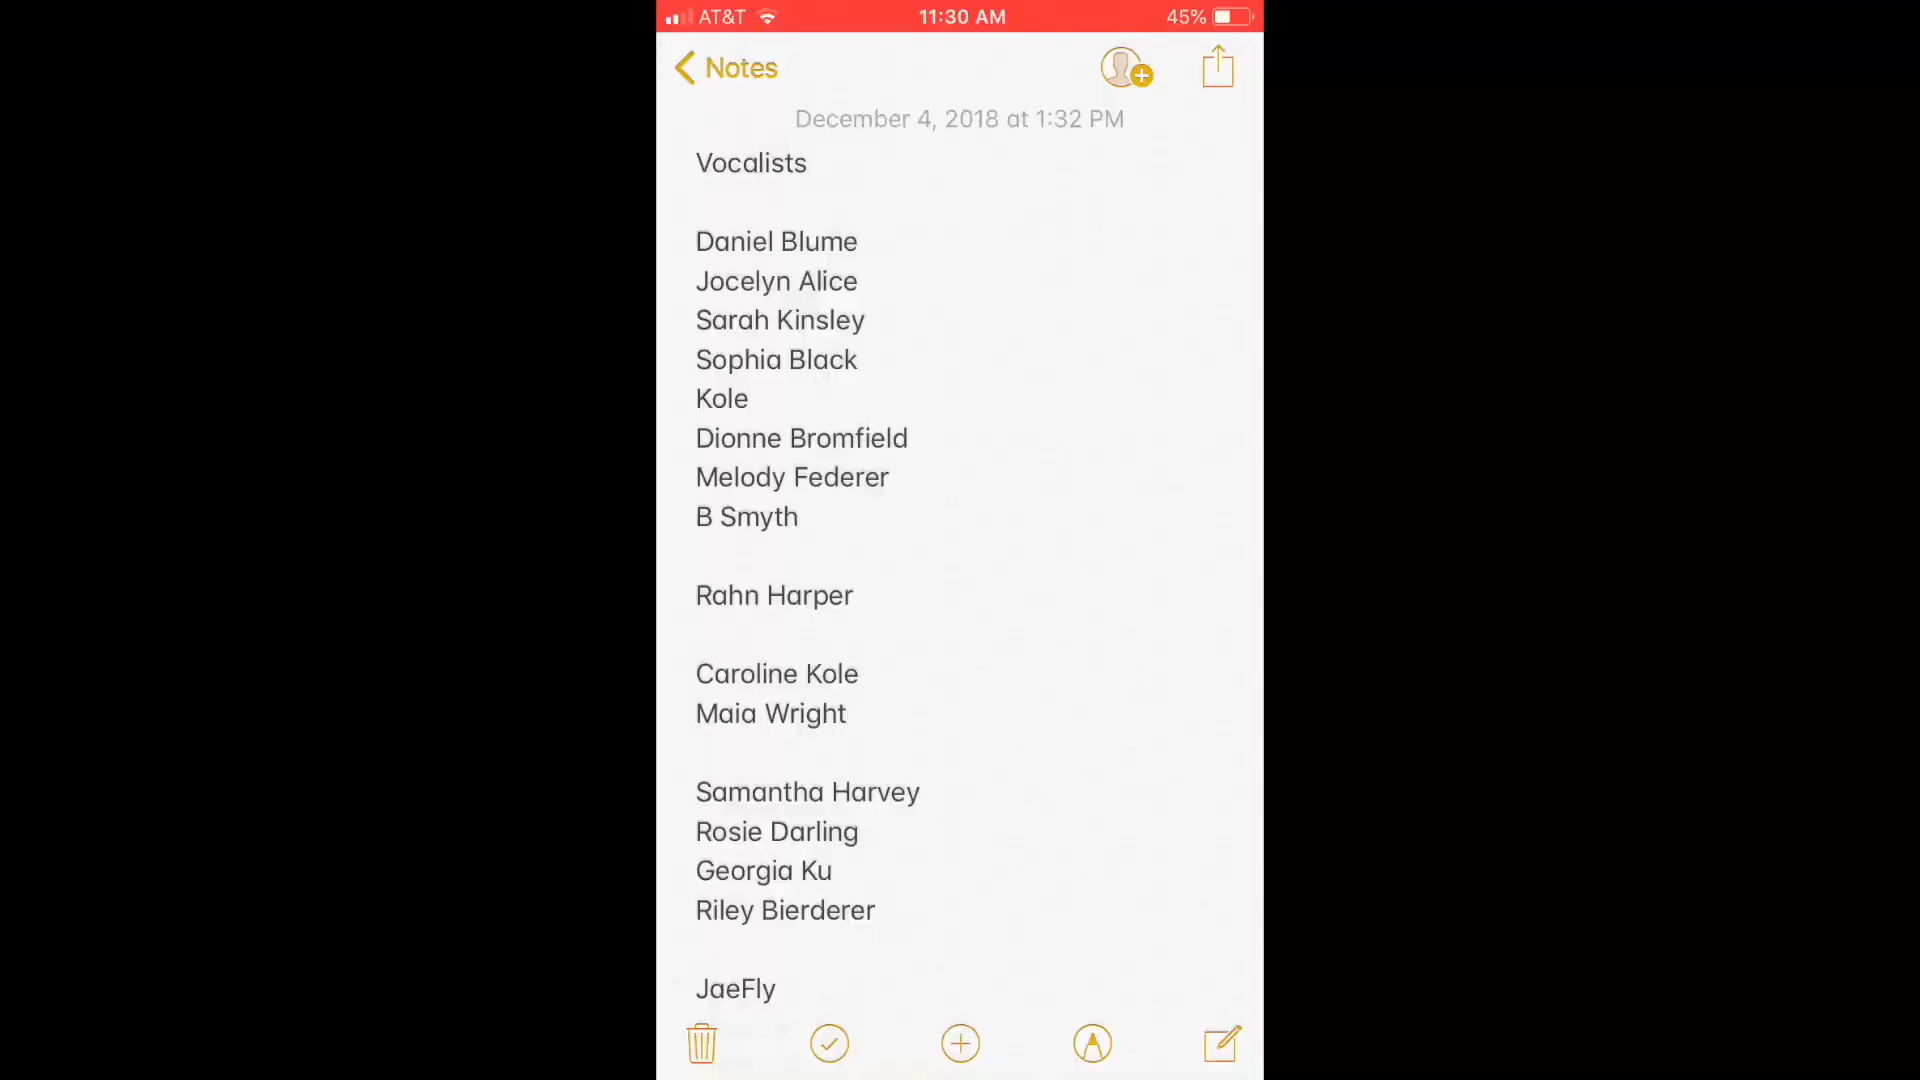 AT&T 11:30 AM 45%
Notes
December 4, 2018 at 1:32 PM
Vocalists
Daniel Blume
Jocelyn Alice
Sarah Kinsley
Sophia Black
Kole
Dionne Bromfield
Melody Federer
B Smyth
Rahn Harper
Caroline Kole
Maia Wright
Samantha Harvey
Rosie Darling
Georgia Ku
Riley Bierderer
JaeFly